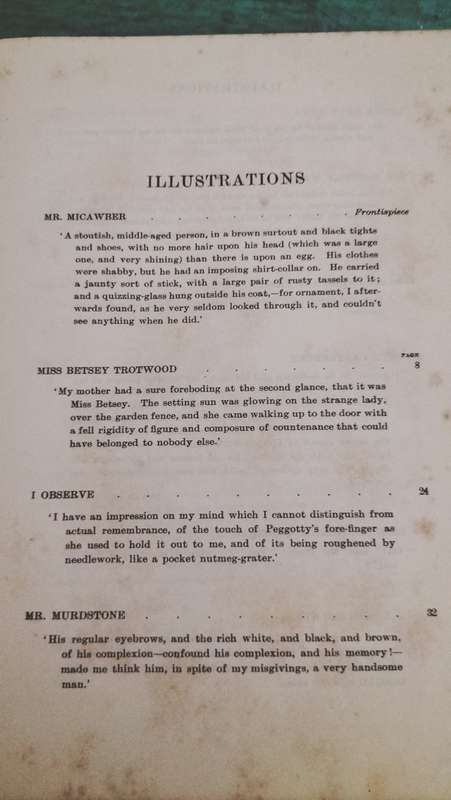 ILLUSTRATIONS
MR. MICAWBER . . . . . . . . Frontispiece
‘A stoutish, middle-aged person, in a brown surtout and black tights
and shoes, with no more hair upon his head (which was a large
one, and very shining) than there is upon an egg. His clothes
were shabby, but he had an imposing shirt-collar on. He carried
a jaunty sort of stick, with a large pair of rusty tassels to it;
and a quizzing-glass hung outside his coat,—for ornament, I after-
wards found, as he very seldom looked through it, and couldn't
see anything when he did.’
PAGE
MISS BETSEY TROTWOOD . . . . . . . 8
‘My mother had a sure foreboding at the second glance, that it was
Miss Betsey. The setting sun was glowing on the strange lady,
over the garden fence, and she came walking up to the door with
a fell rigidity of figure and composure of countenance that could
have belonged to nobody else.’
I OBSERVE . . . . . . . . . . 24
‘I have an impression on my mind which I cannot distinguish from
actual remembrance, of the touch of Peggotty's fore-finger as
she used to hold it out to me, and of its being roughened by
needlework, like a pocket nutmeg-grater.’
MR. MURDSTONE . . . . . . . . . . 32
‘His regular eyebrows, and the rich white, and black, and brown,
of his complexion—confound his complexion, and his memory!—
made me think him, in spite of my misgivings, a very handsome
man.’